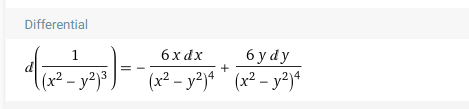 Differential
d(1/(x² − y²)³) = − 6 x dx/(x² − y²)⁴ + 6 y dy/(x² − y²)⁴